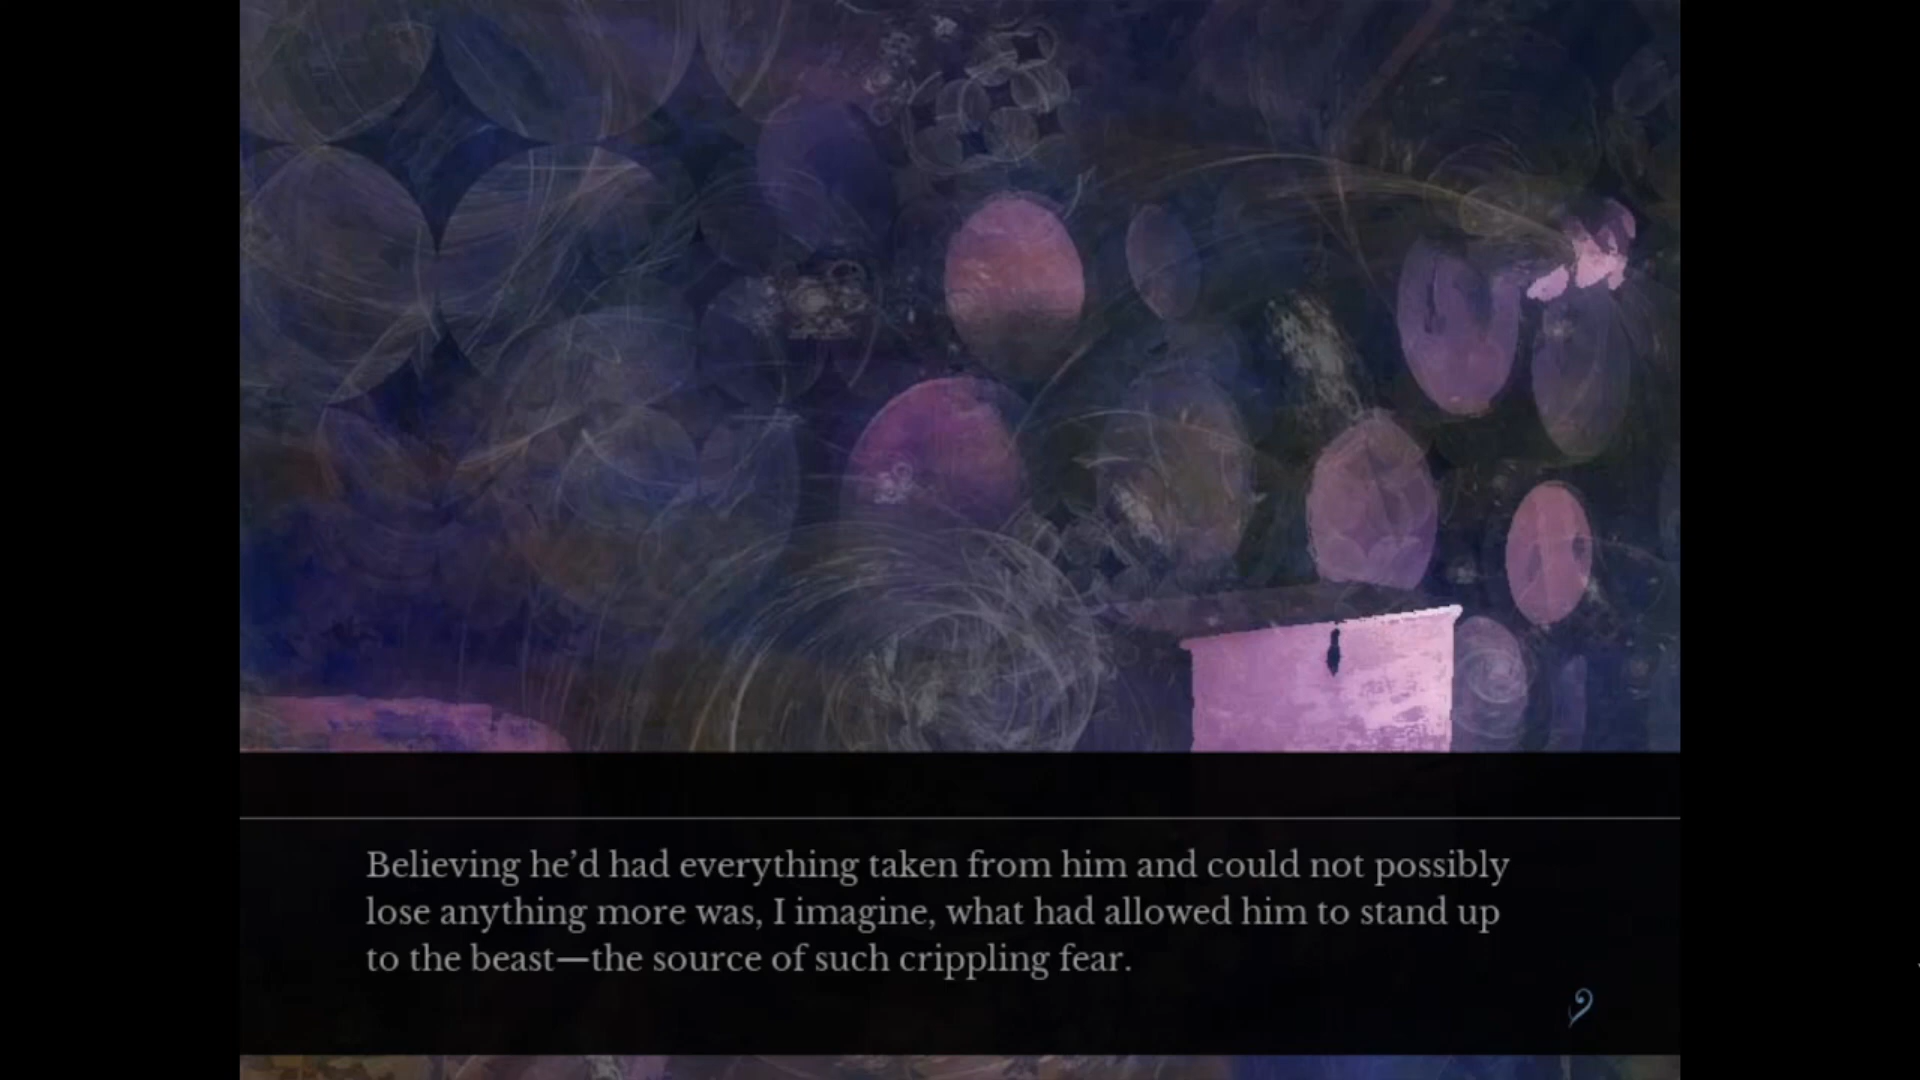 Believing he’d had everything taken from him and could not possibly
lose anything more was, I imagine, what had allowed him to stand up
to the beast—the source of such crippling fear.